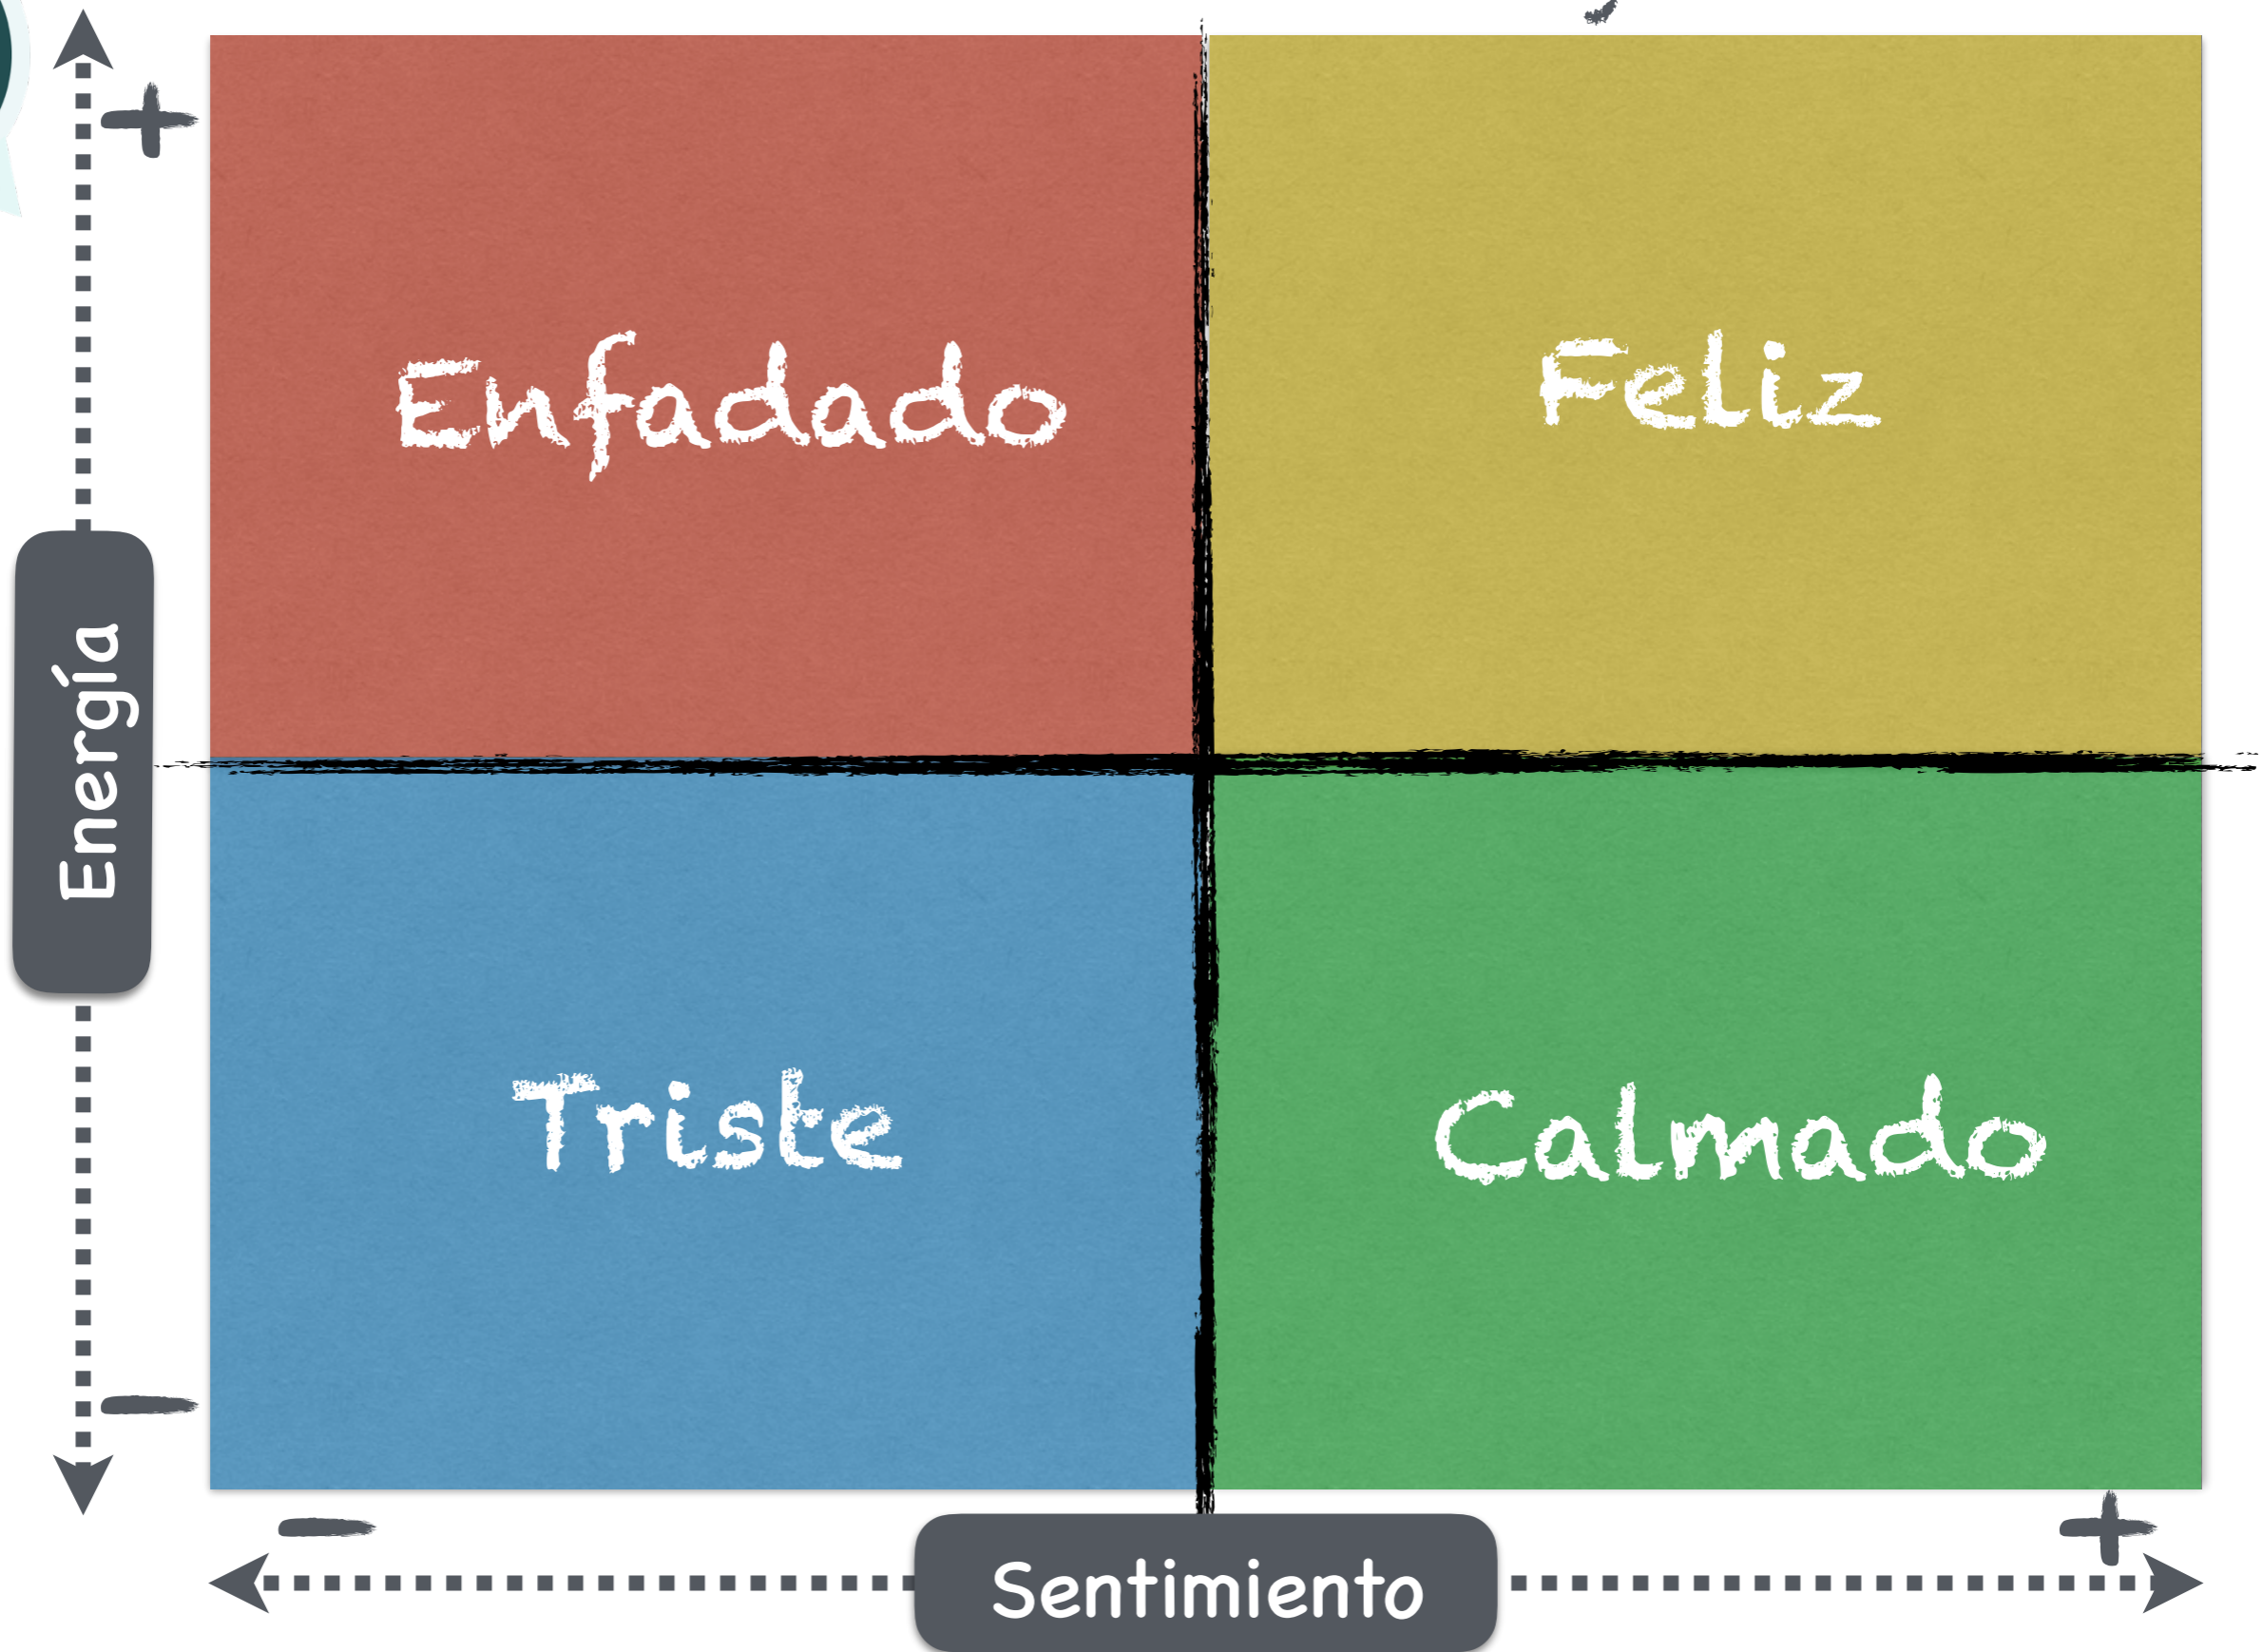 +
Enfadado
Feliz
Energía
Triste
Calmado
-
-
+
Sentimiento